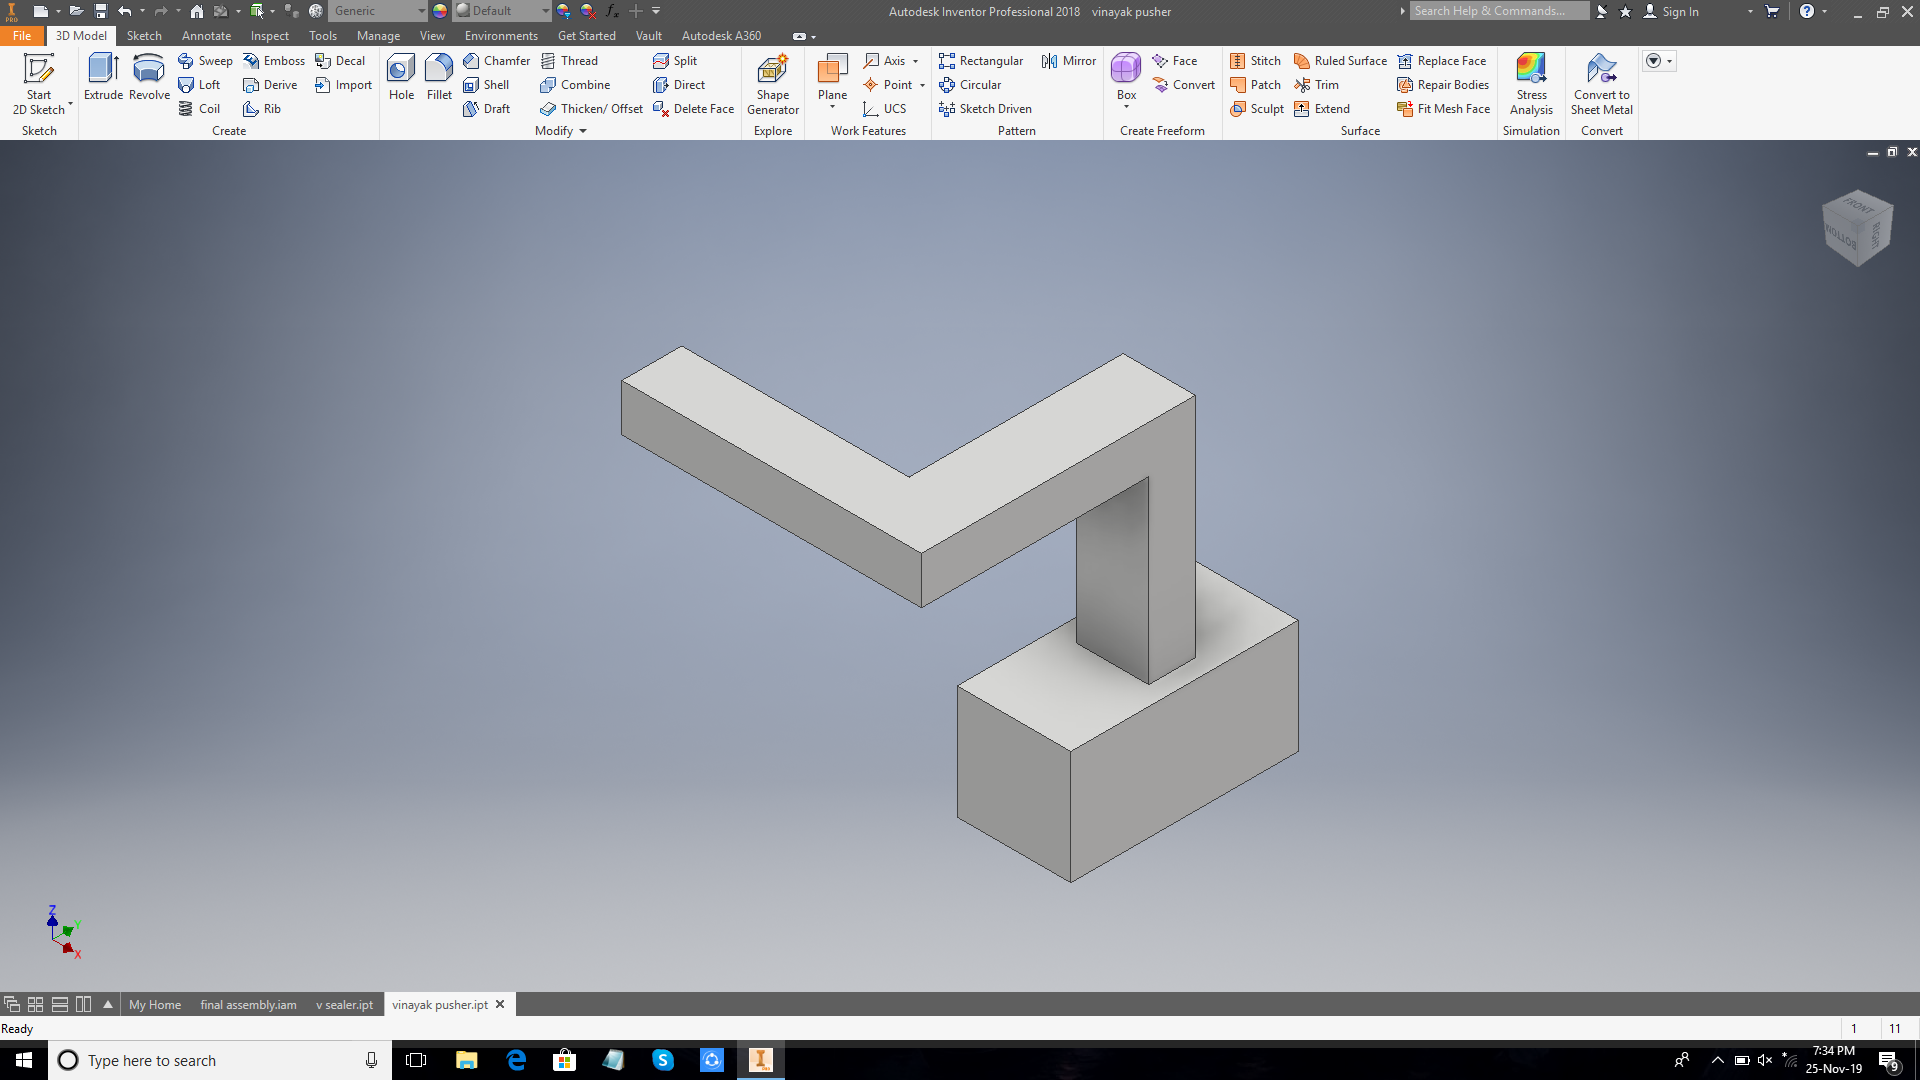 Generic
Default
Autodesk Inventor Professional 2018 vinayak pusher
Search Help & Commands...
Sign In
File 3D Model Sketch Annotate Inspect Tools Manage View Environments Get Started Vault Autodesk A360
Start
2D Sketch
Sketch
Extrude Revolve
Sweep Emboss Decal
Loft Derive Import
Coil Rib
Create
Hole Fillet
Chamfer Thread Split
Shell Combine Direct
Draft Thicken/ Offset Delete Face
Modify
Shape
Generator
Explore
Plane
Axis
Point
UCS
Work Features
Rectangular Mirror
Circular
Sketch Driven
Pattern
Box
Face
Convert
Create Freeform
Stitch Ruled Surface Replace Face
Patch Trim Repair Bodies
Sculpt Extend Fit Mesh Face
Surface
Stress
Analysis
Simulation
Convert to
Sheet Metal
Convert
FRONT
BOTTOM
RIGHT
Z
Y
X
My Home final assembly.iam v sealer.ipt vinayak pusher.ipt
Ready
1 11
Type here to search
7:34 PM
25-Nov-19
9